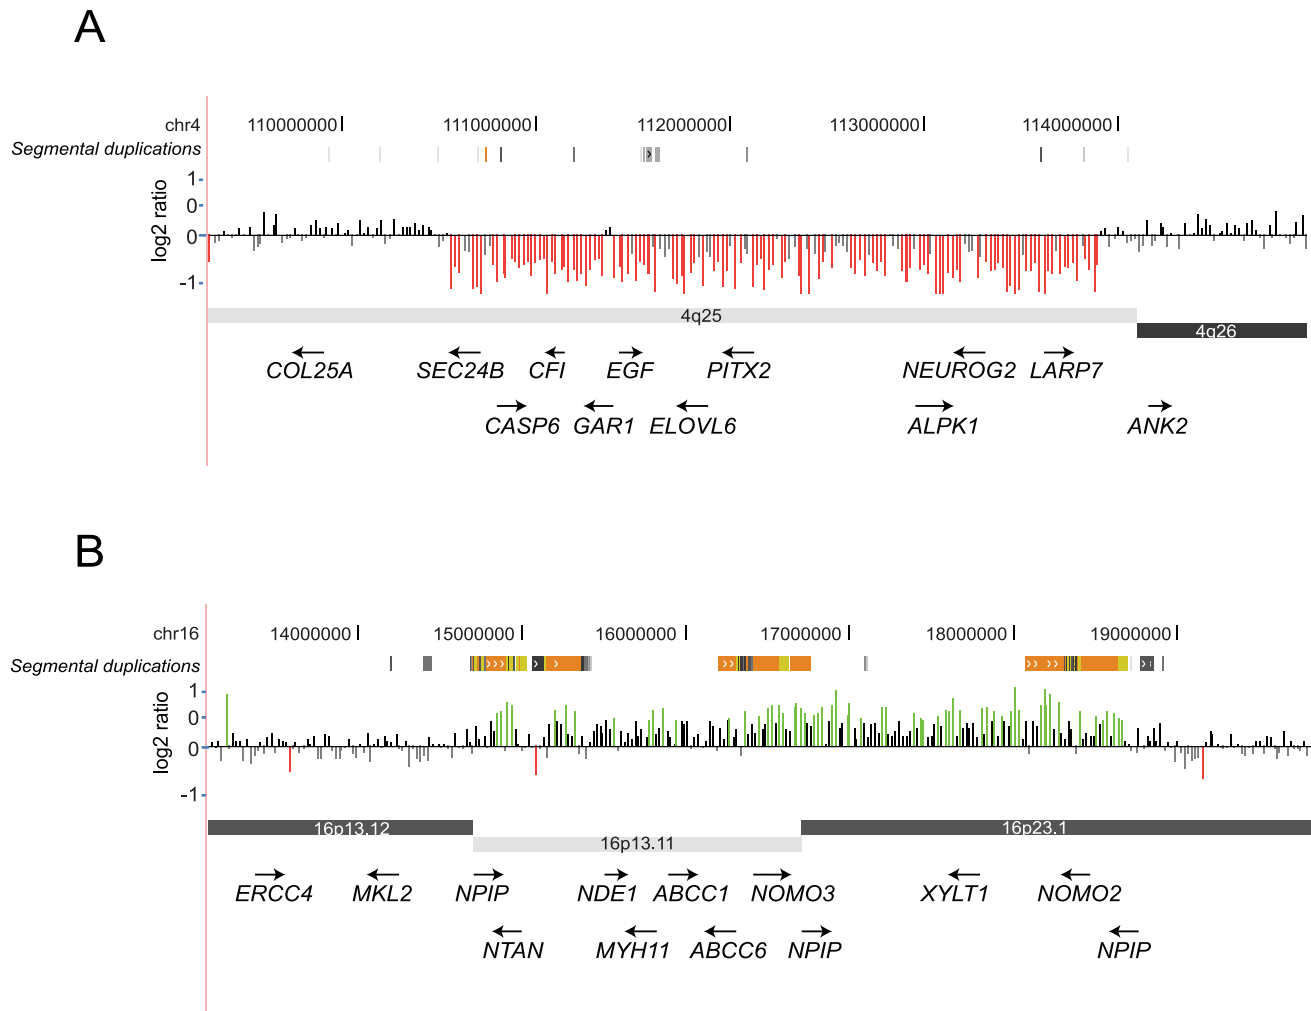 A
chr4 110000000 111000000 112000000 113000000 114000000
Segmental duplications
log2 ratio
1
0
0
-1
4q25
4q26
COL25A SEC24B CFI EGF PITX2 NEUROG2 LARP7
CASP6 GAR1 ELOVL6 ALPK1 ANK2
B
chr16 14000000 15000000 16000000 17000000 18000000 19000000
Segmental duplications
log2 ratio
1
0
0
-1
16p13.12 16p23.1
16p13.11
ERCC4 MKL2 NPIP NDE1 ABCC1 NOMO3 XYLT1 NOMO2
NTAN MYH11 ABCC6 NPIP NPIP